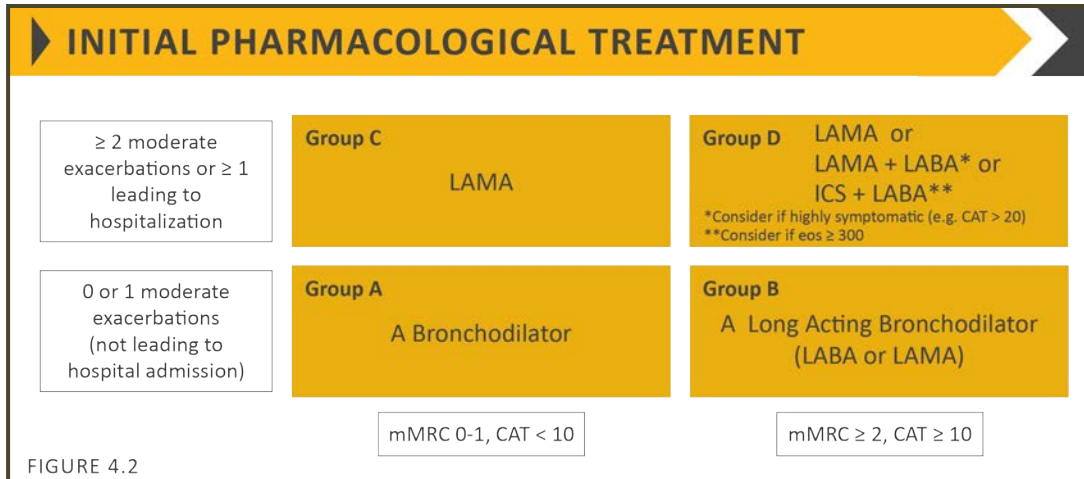 INITIAL PHARMACOLOGICAL TREATMENT
≥ 2 moderate
exacerbations or ≥ 1
leading to
hospitalization
Group C
LAMA
Group D
LAMA or
LAMA + LABA* or
ICS + LABA**
*Consider if highly symptomatic (e.g. CAT > 20)
**Consider if eos ≥ 300
0 or 1 moderate
exacerbations
(not leading to
hospital admission)
Group A
A Bronchodilator
Group B
A Long Acting Bronchodilator
(LABA or LAMA)
mMRC 0-1, CAT < 10
mMRC ≥ 2, CAT ≥ 10
FIGURE 4.2